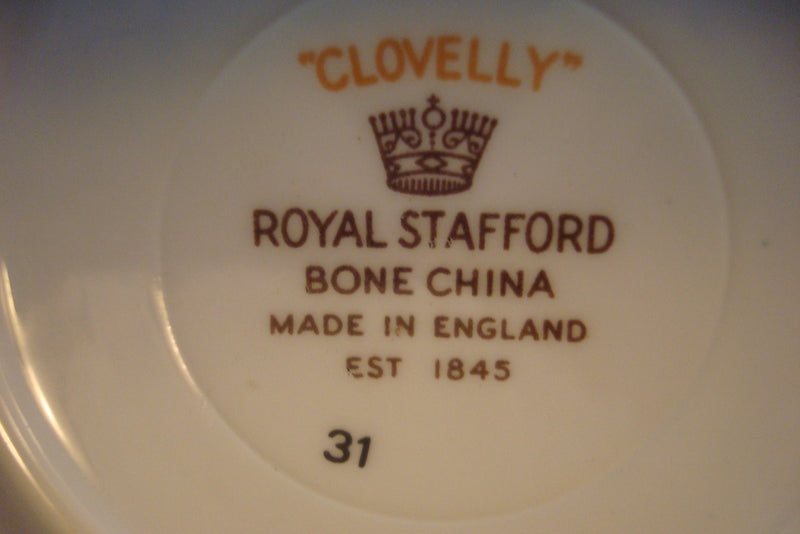 "CLOVELLY"
ROYAL STAFFORD
BONE CHINA
MADE IN ENGLAND
EST 1845
31